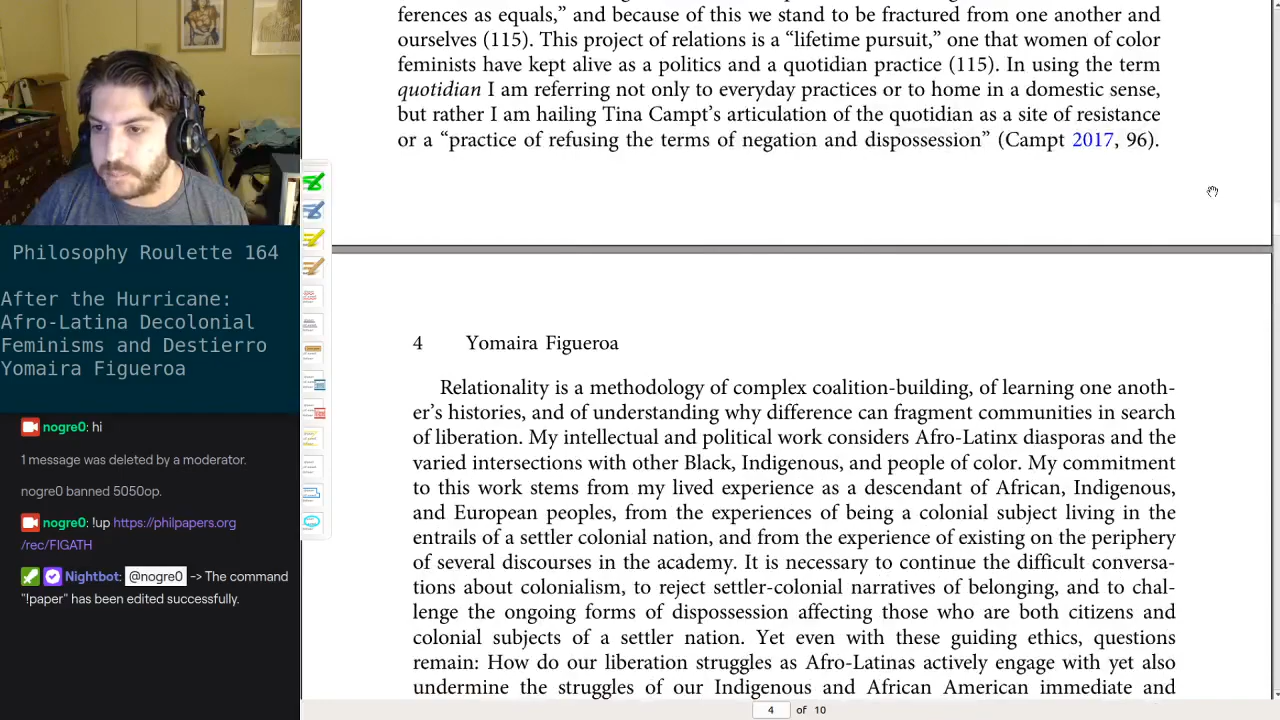 ferences as equals,” and because of this we stand to be fractured from one another and
ourselves (115). This project of relations is a “lifetime pursuit,” one that women of color
feminists have kept alive as a politics and a quotidian practice (115). In using the term
quotidian I am referring not only to everyday practices or to home in a domestic sense,
but rather I am hailing Tina Campt’s articulation of the quotidian as a site of resistance
or a “practice of refusing the terms of negation and dispossession” (Campt 2017, 96).
4 Yomaira Figueroa
Relationality is a methodology of complex coalition-building, of learning one anoth-
er’s histories, and of understanding how difference can fragment communities in search
of liberation. My intellectual and political work considers Afro-Latinx diasporas and the
various intersections with other Black, Indigenous, and people of color. My coming
to this work stems from my lived experience as a descendent of African, Indigenous,
and European peoples, from the experiences of being a colonial subject living in the
entrails of a settler colonial nation, and from the experience of existing on the periphery
of several discourses in the academy. It is necessary to continue the difficult conversa-
tions about colonialism, to reject settler-colonial narratives of belonging, and to chal-
lenge the ongoing forms of dispossession affecting those who are both citizens and
colonial subjects of a settler nation. Yet even with these guiding ethics, questions
remain: How do our liberation struggles as Afro-Latinas actively engage with yet also
undermine the struggles of our Indigenous and African American immediate and
4 of 10
Philosophy Roulette 164
After the Hurricane:
Afro-Latina Decolonial
Feminisms and Destierro
Yomaira Figueroa
nogre0: hi
1 message was deleted by a moderator.
nogre0 banned 5050op.
nogre0: !up https://philpapers.org
/rec/FIGATH
Nightbot: @nogre0 -> The command
"!paper" has been edited successfully.